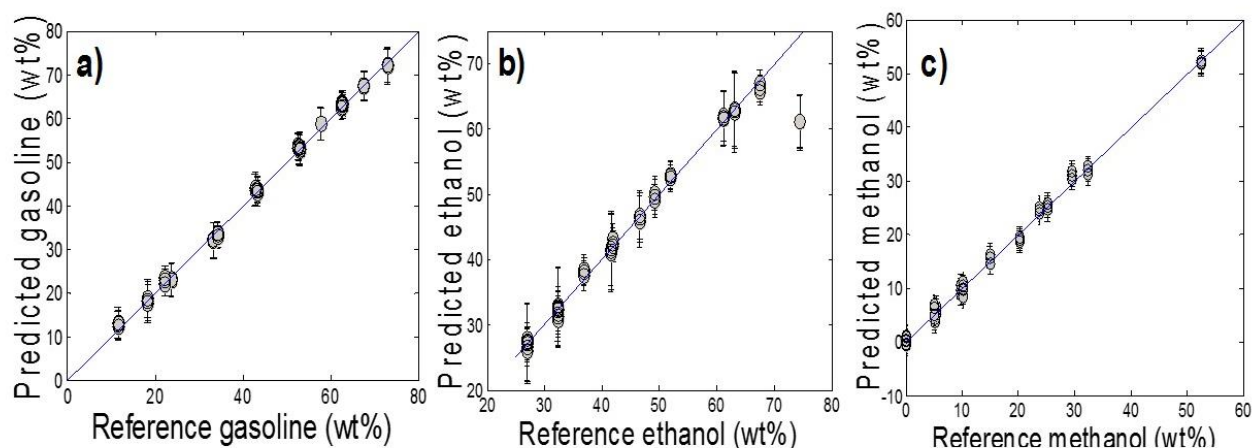 a)
Predicted gasoline (wt%)
80
70
60
50
40
30
20
10
0
0 20 40 60 80
Reference gasoline (wt%)
b)
Predicted ethanol (wt%)
70
60
50
40
30
20
20 30 40 50 60 70 80
Reference ethanol (wt%)
c)
Predicted methanol (wt%)
60
50
40
30
20
10
0
-10
0 10 20 30 40 50 60
Reference methanol (wt%)